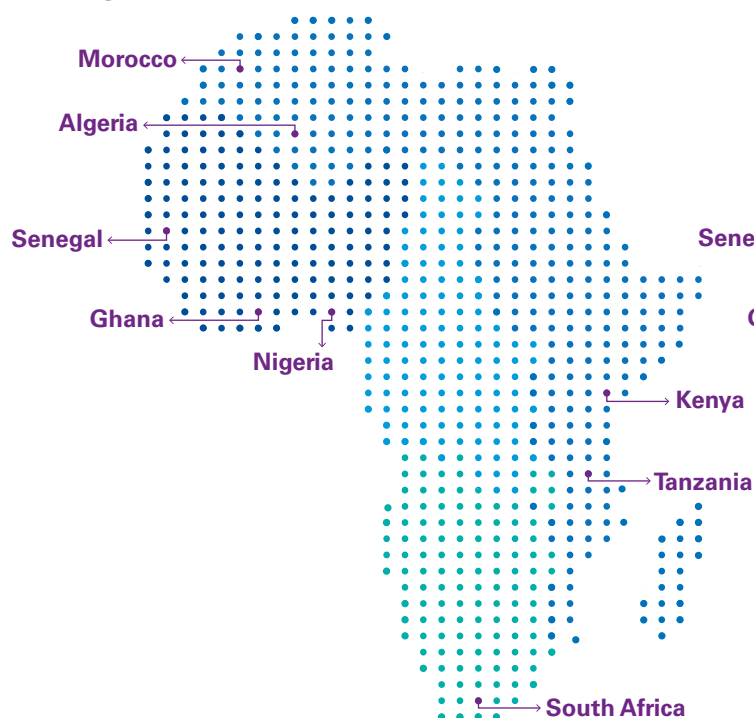 Morocco
Algeria
Senegal
Ghana
Nigeria
Kenya
Tanzania
South Africa